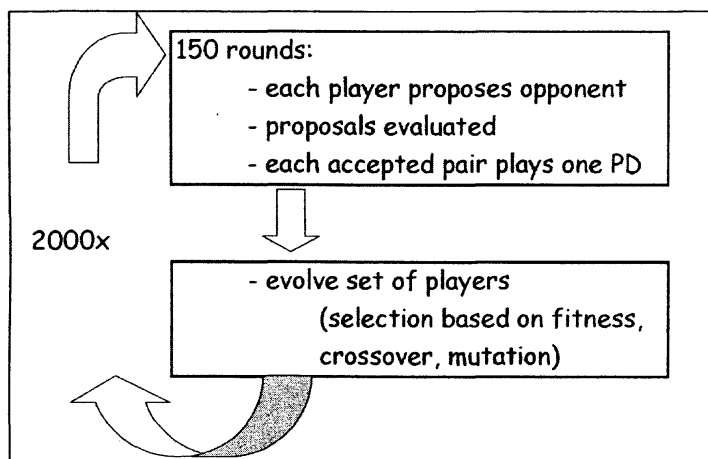 150 rounds:
- each player proposes opponent
- proposals evaluated
- each accepted pair plays one PD
2000x
- evolve set of players
(selection based on fitness,
crossover, mutation)